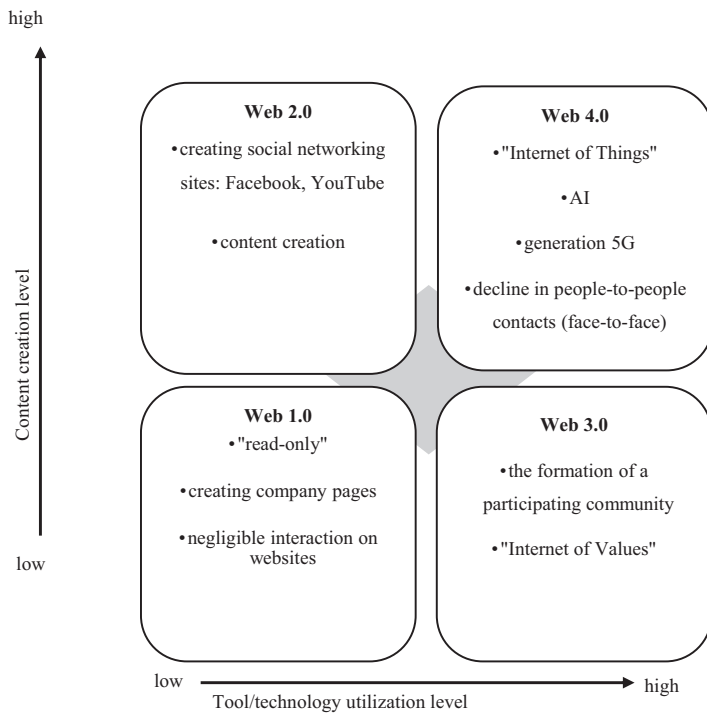 high
Content creation level
low
Web 2.0
•creating social networking
sites: Facebook, YouTube
•content creation
Web 4.0
•"Internet of Things"
•AI
•generation 5G
•decline in people-to-people
contacts (face-to-face)
Web 1.0
•"read-only"
•creating company pages
•negligible interaction on
websites
Web 3.0
•the formation of a
participating community
•"Internet of Values"
low
high
Tool/technology utilization level